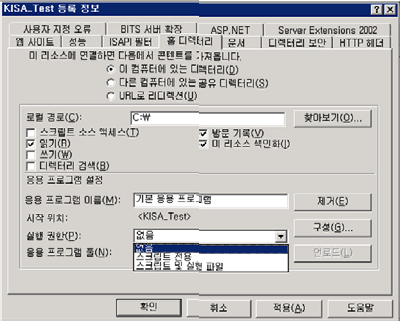 KISA_Test 등록 정보
사용자 지정 오류 BITS 서버 확장 ASP.NET Server Extensions 2002
웹 사이트 성능 ISAPI 필터 홈 디렉터리 문서 디렉터리 보안 HTTP 헤더
이 리소스에 연결하면 다음에서 콘텐트를 가져옵니다.
이 컴퓨터에 있는 디렉터리(D)
다른 컴퓨터에 있는 공유 디렉터리(S)
URL로 리디렉션(U)
로컬 경로(C): C:\ 찾아보기(O)...
스크립트 소스 액세스(T) 방문 기록(V)
읽기(R) 이 리소스 색인화(I)
쓰기(W)
디렉터리 검색(B)
응용 프로그램 설정
응용 프로그램 이름(M): 기본 응용 프로그램 제거(E)
시작 위치: <KISA_Test>
실행 권한(P): 없음 구성(G)...
없음
응용 프로그램 풀(N): 스크립트 전용 언로드(L)
스크립트 및 실행 파일
확인 취소 적용(A) 도움말